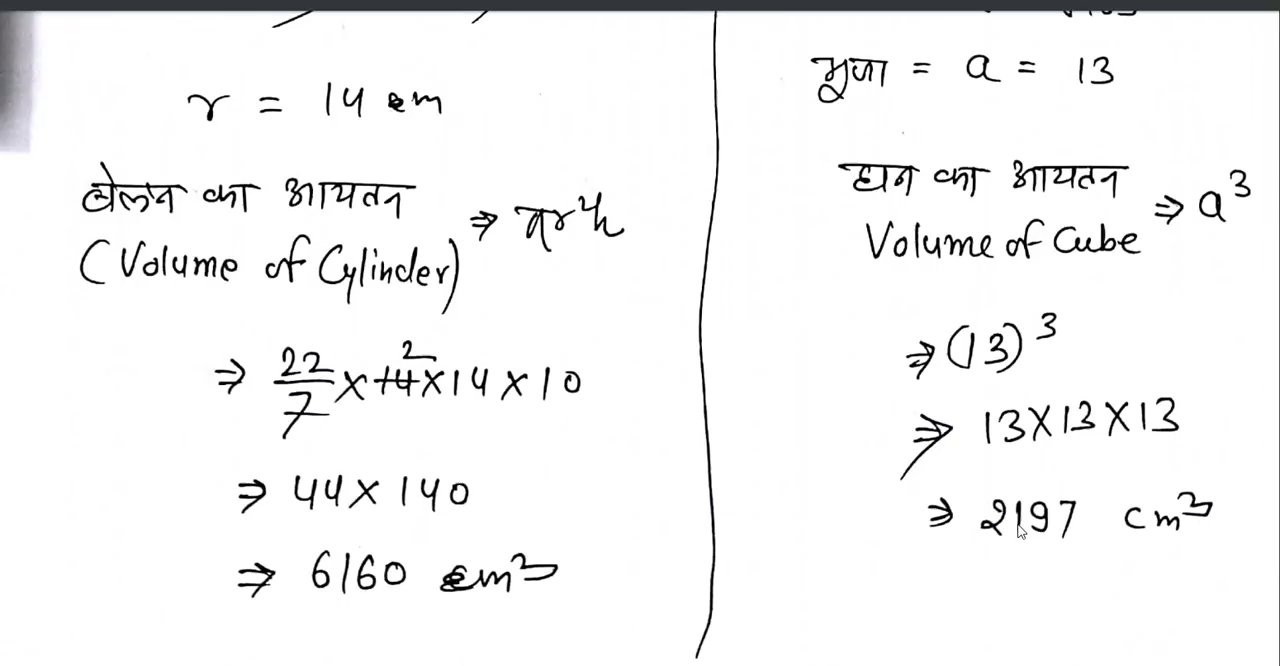 r = 14 cm
बेलन का आयतन
(Volume of Cylinder) ⇒ πr²h
⇒ 22/7 × 14 2 × 14 × 10
⇒ 44 × 140
⇒ 6160 cm³
भुजा = a = 13
घन का आयतन
Volume of Cube ⇒ a³
⇒ (13)³
⇒ 13 × 13 × 13
⇒ 2197 cm³